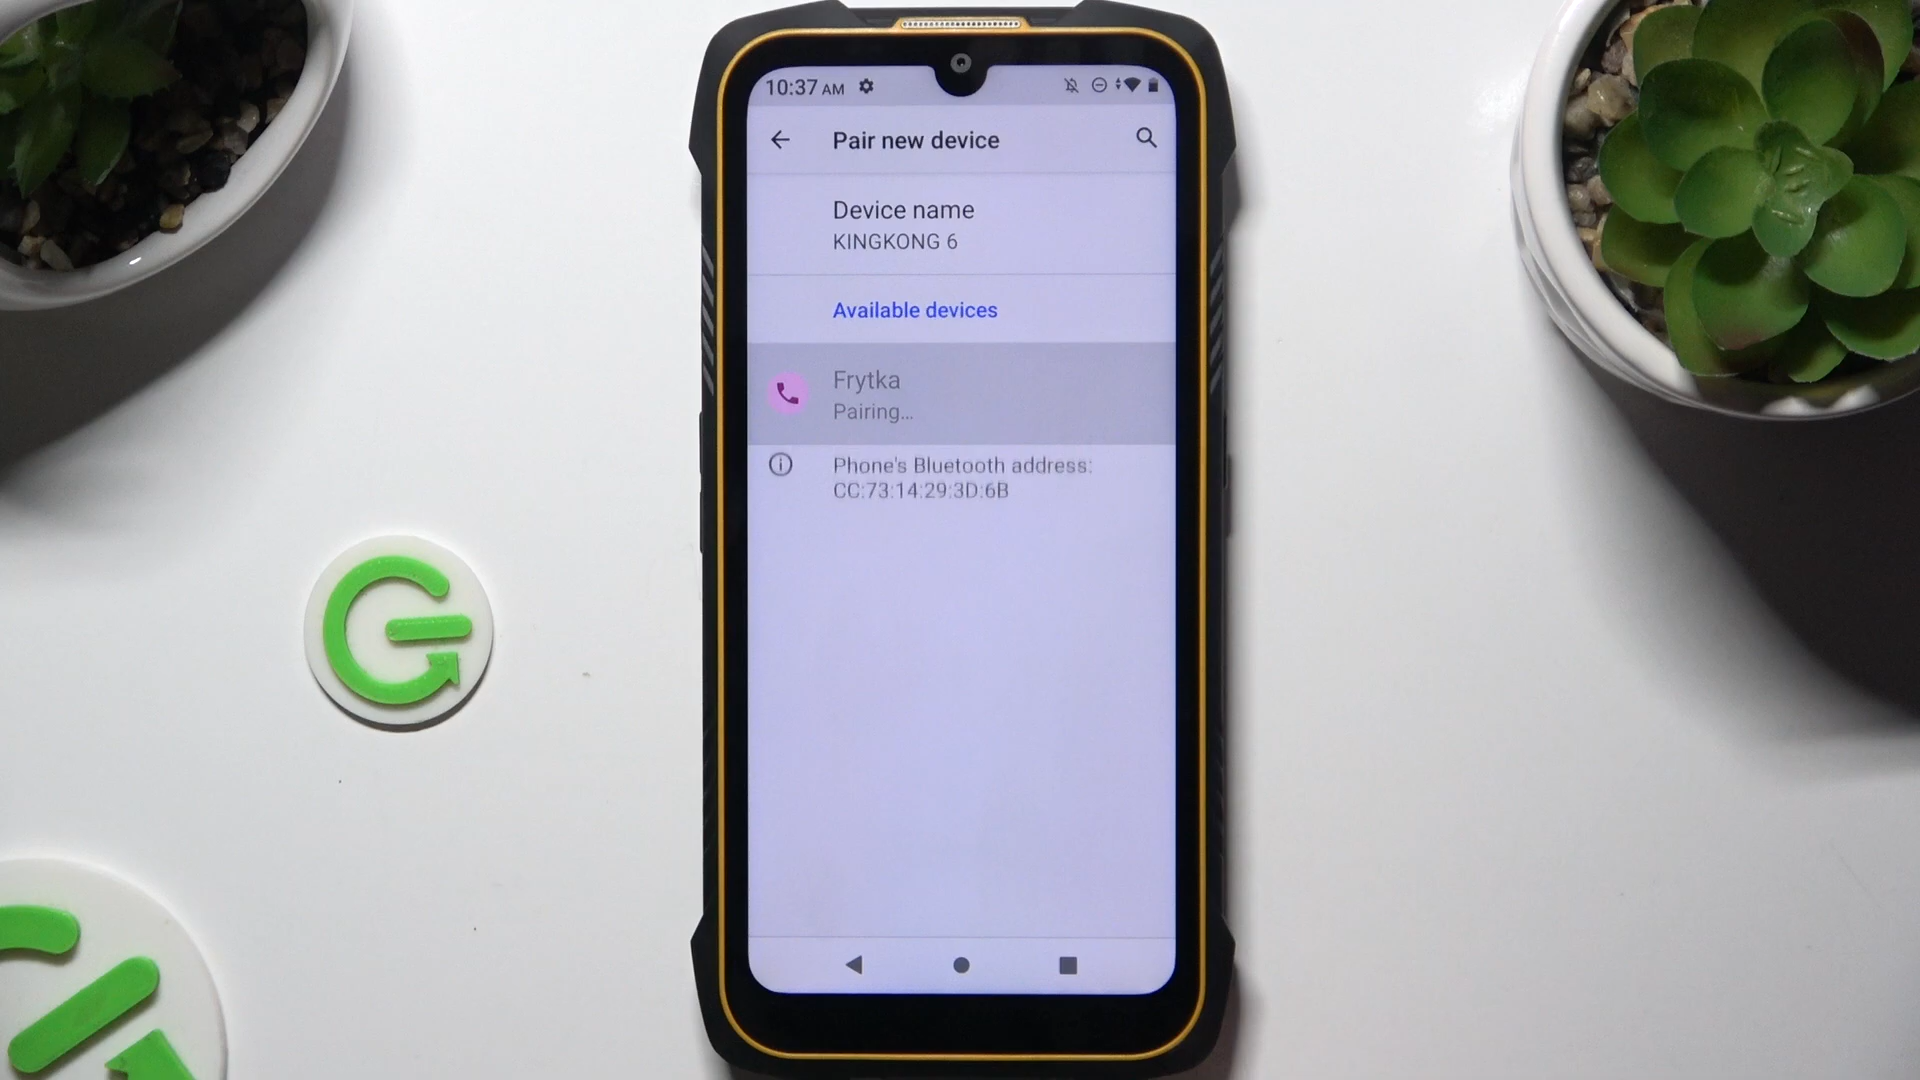 10:37 AM
Pair new device
Device name
KINGKONG 6
Available devices
Frytka
Pairing…
Phone's Bluetooth address:
CC:73:14:29:3D:6B